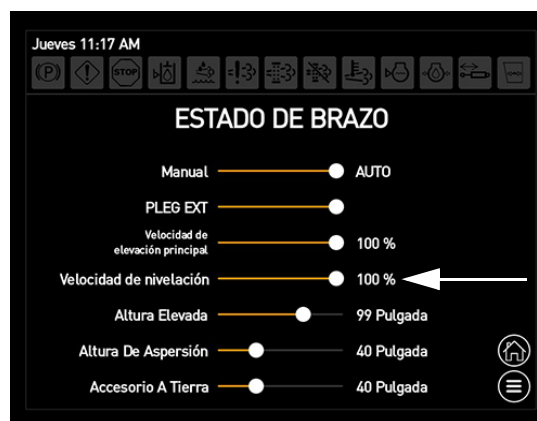 Jueves 11:17 AM
(P) STOP
ESTADO DE BRAZO
Manual AUTO
PLEG EXT
Velocidad de
elevación principal 100 %
Velocidad de nivelación 100 %
Altura Elevada 99 Pulgada
Altura De Aspersión 40 Pulgada
Accesorio A Tierra 40 Pulgada